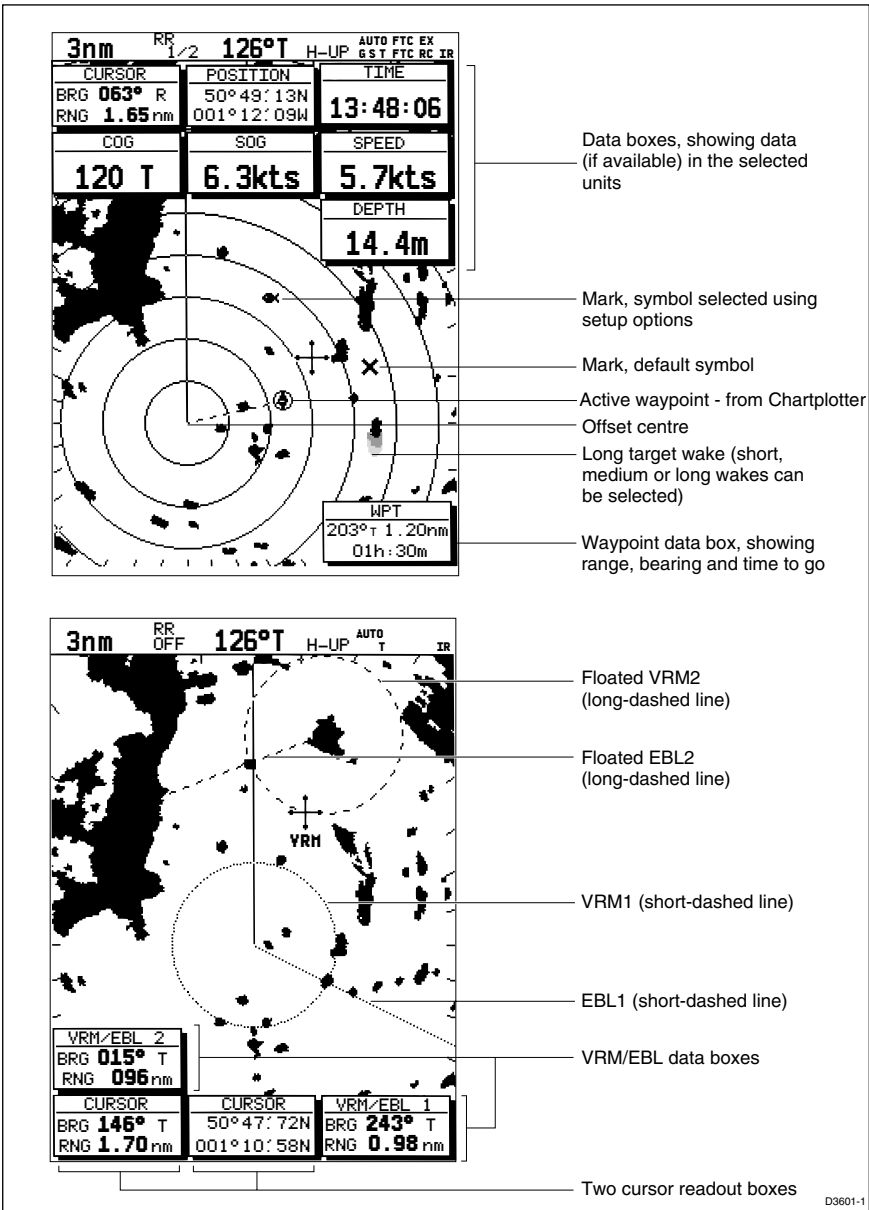 3nm RR 1/2 126°T H-UP AUTO FTC EX
GST FTC RC IR
CURSOR
BRG 063° R
RNG 1.65nm
POSITION
50°49.'13N
001°12.'09W
TIME
13:48:06
COG
120 T
SOG
6.3kts
SPEED
5.7kts
DEPTH
14.4m
Data boxes, showing data
(if available) in the selected
units
Mark, symbol selected using
setup options
Mark, default symbol
Active waypoint - from Chartplotter
Offset centre
Long target wake (short,
medium or long wakes can
be selected)
WPT
203°T 1.20nm
01h:30m
Waypoint data box, showing
range, bearing and time to go
3nm RR OFF 126°T H-UP AUTO T IR
Floated VRM2
(long-dashed line)
Floated EBL2
(long-dashed line)
VRM
VRM1 (short-dashed line)
EBL1 (short-dashed line)
VRM/EBL 2
BRG 015° T
RNG 096nm
VRM/EBL data boxes
CURSOR
BRG 146° T
RNG 1.70nm
CURSOR
50°47.'72N
001°10.'58N
VRM/EBL 1
BRG 243° T
RNG 0.98nm
Two cursor readout boxes
D3601-1